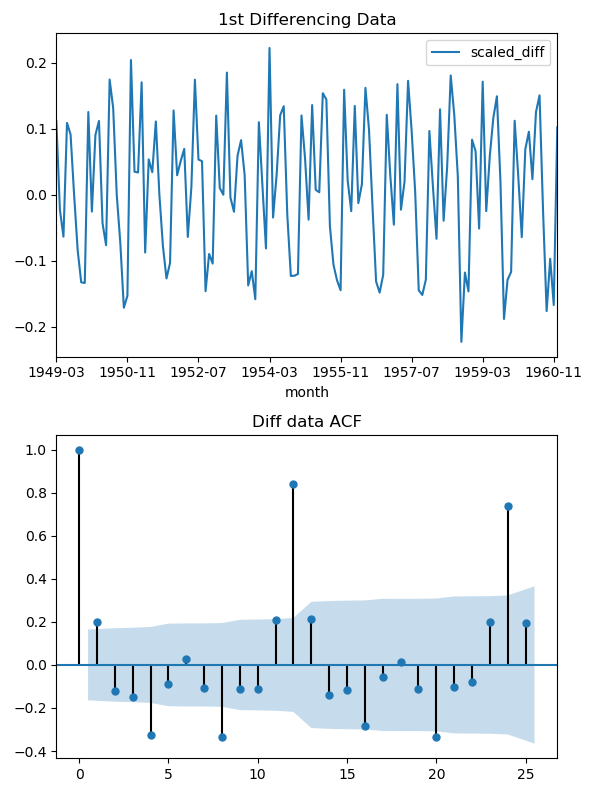 1st Differencing Data
scaled_diff
0.2
0.1
0.0
−0.1
−0.2
1949-03 1950-11 1952-07 1954-03 1955-11 1957-07 1959-03 1960-11
month
Diff data ACF
1.0
0.8
0.6
0.4
0.2
0.0
−0.2
−0.4
0 5 10 15 20 25